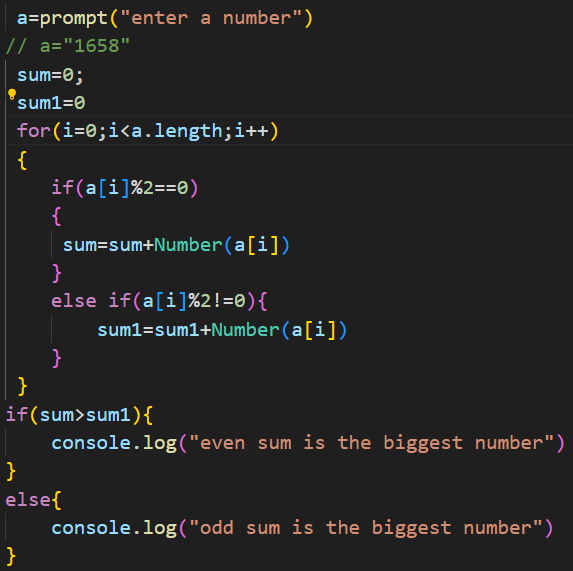 a=prompt("enter a number")
// a="1658"
sum=0;
sum1=0
for(i=0;i<a.length;i++)
{
if(a[i]%2==0)
{
sum=sum+Number(a[i])
}
else if(a[i]%2!=0){
sum1=sum1+Number(a[i])
}
}
if(sum>sum1){
console.log("even sum is the biggest number")
}
else{
console.log("odd sum is the biggest number")
}